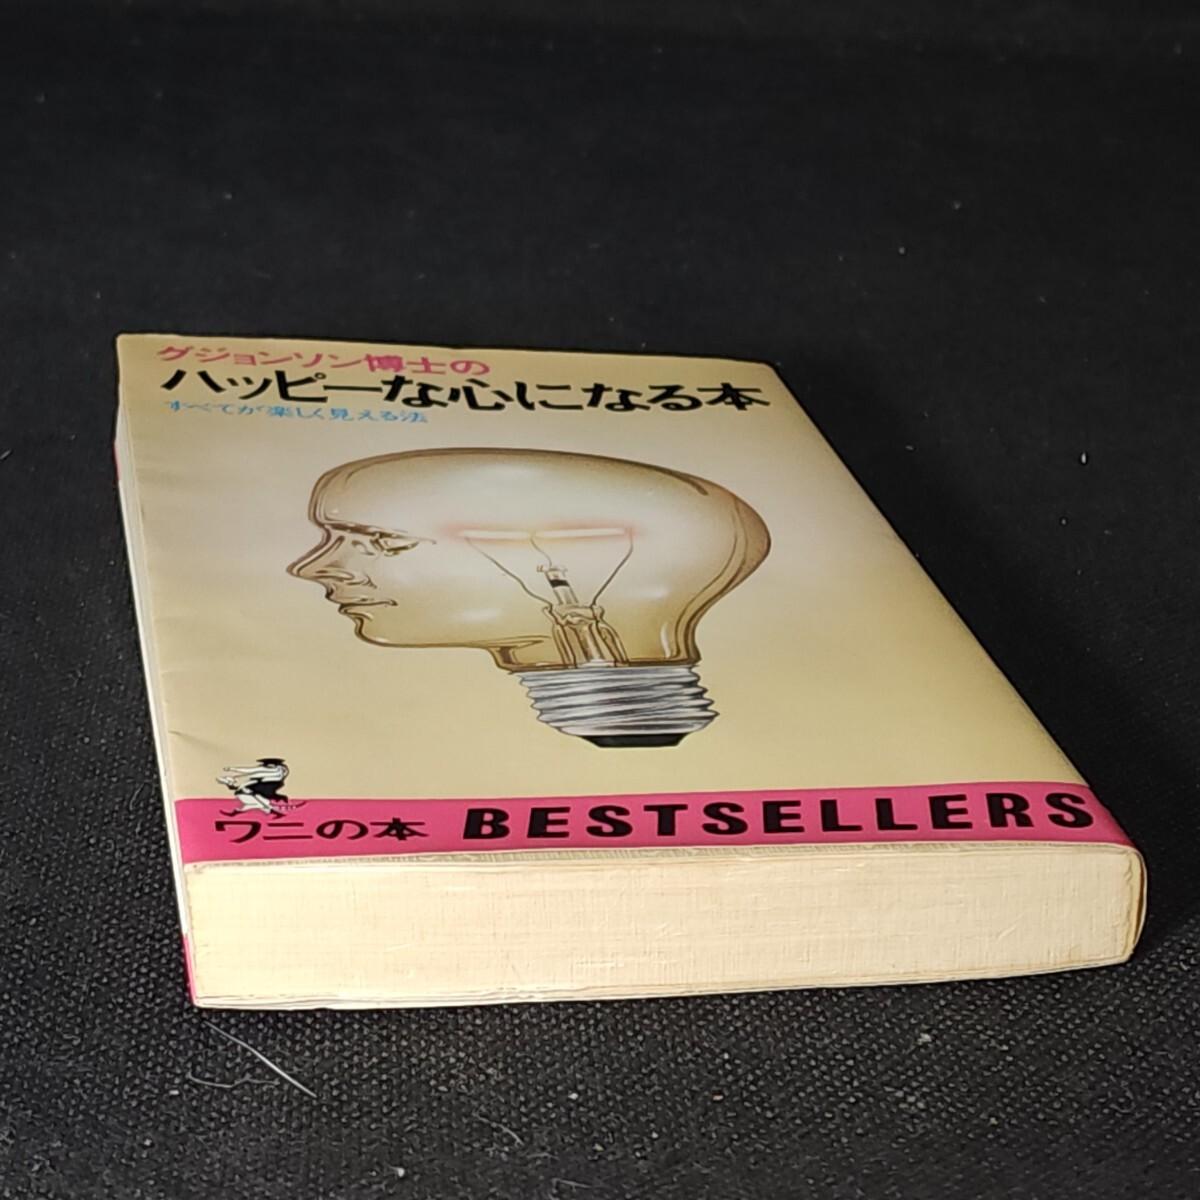 グジョンソン博士の
ハッピーな心になる本
すべてが楽しく見える法
ワニの本 BESTSELLERS